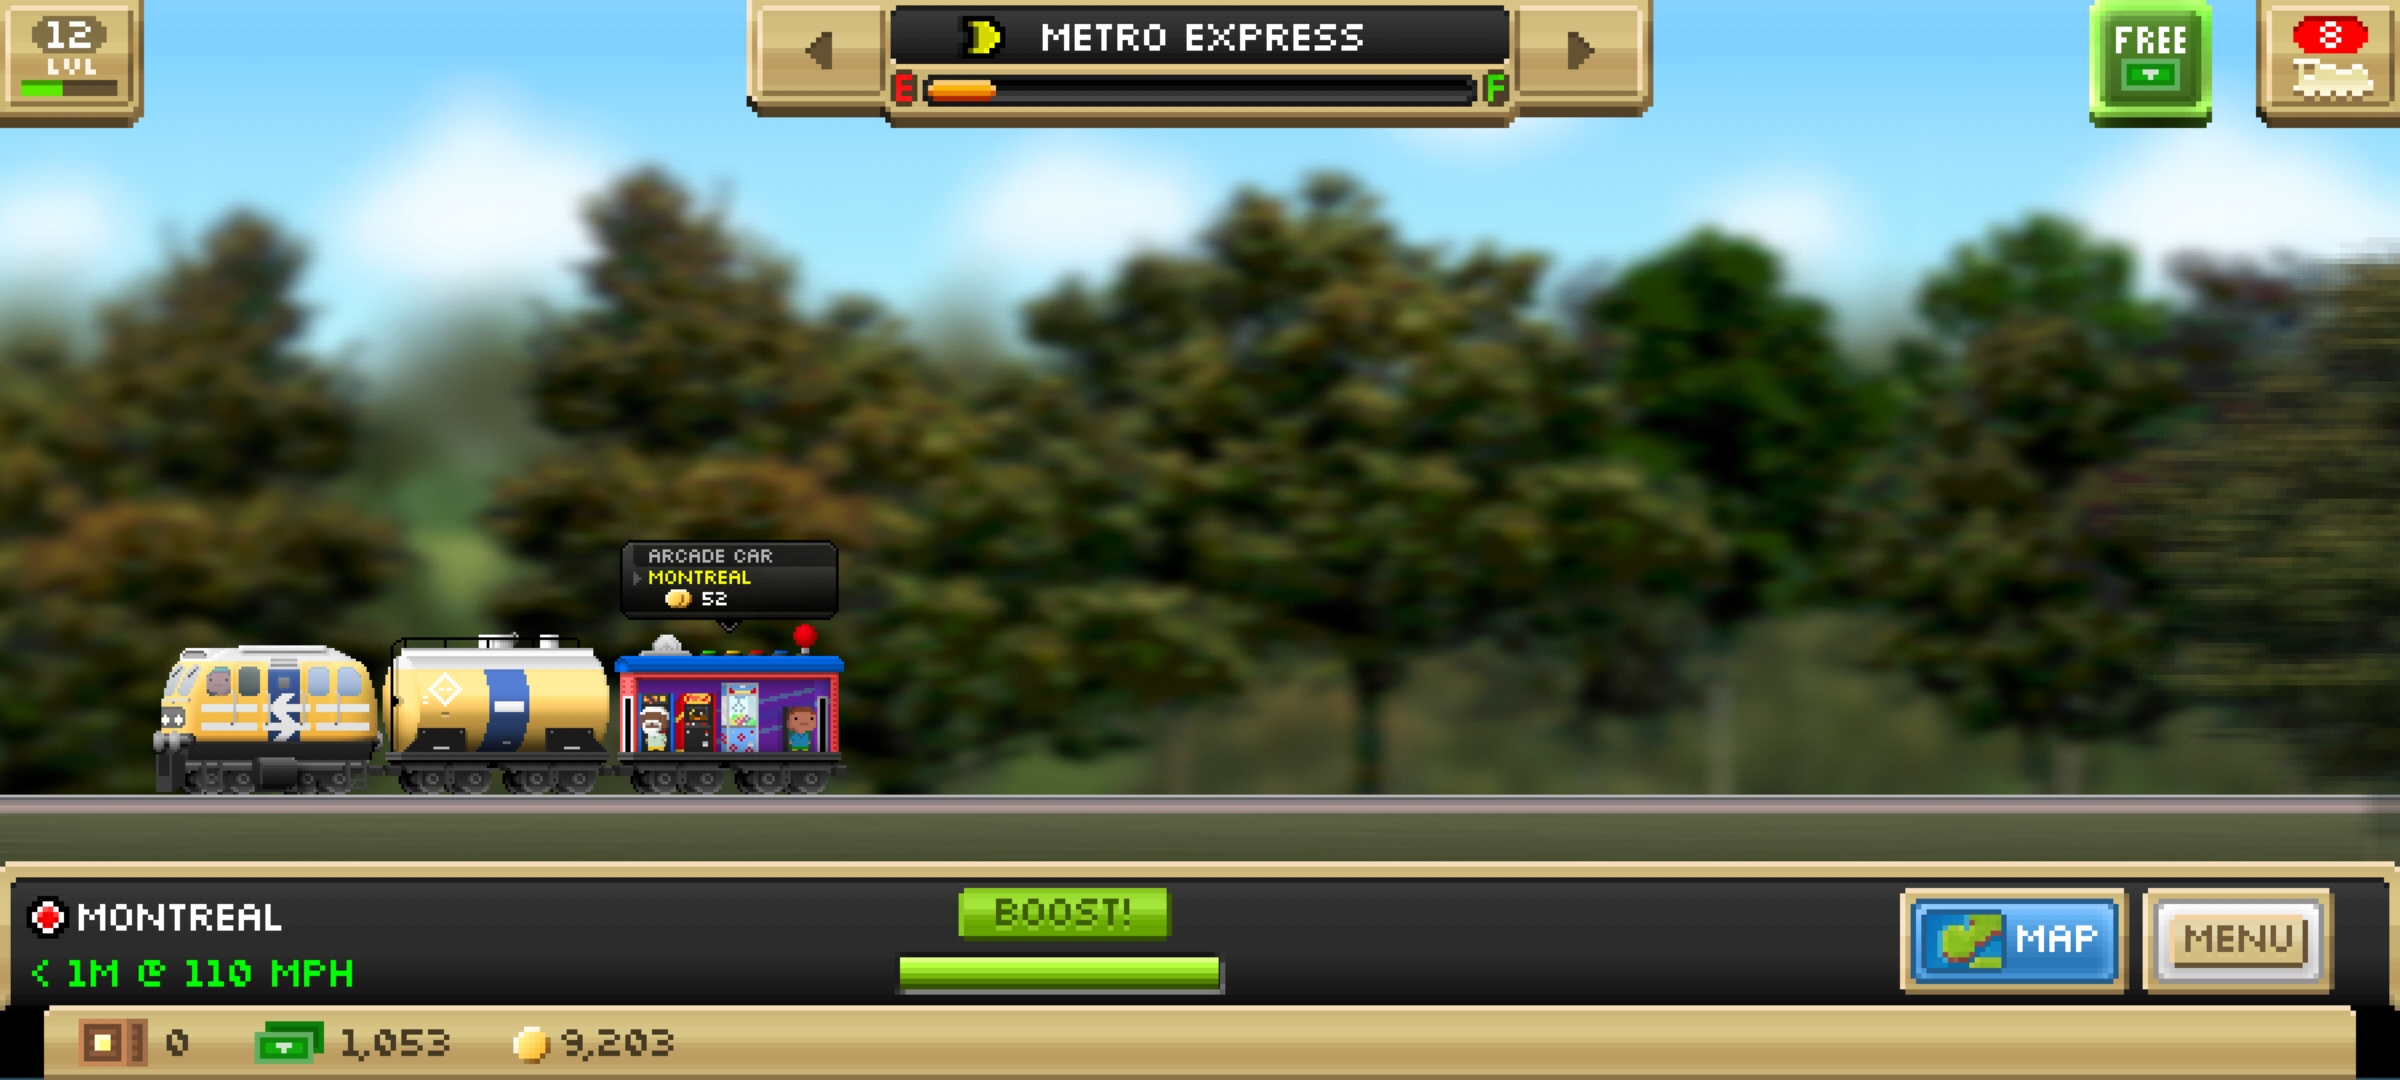 12
LVL
METRO EXPRESS
E F
FREE
8
ARCADE CAR
MONTREAL
52
MONTREAL
< 1M @ 110 MPH
BOOST!
MAP
MENU
0 1,053 9,203